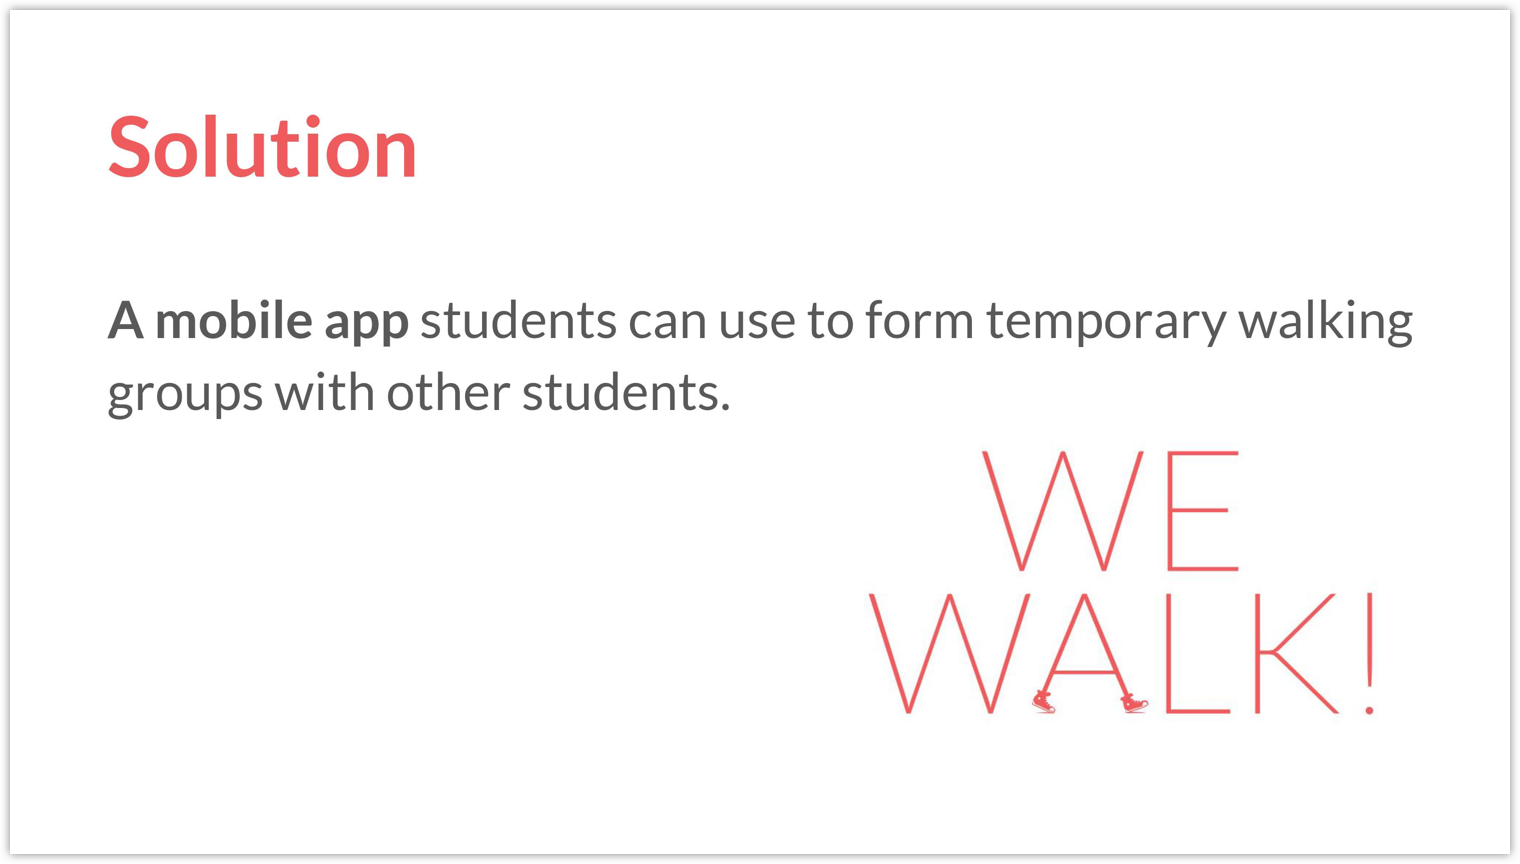 Solution
A mobile app students can use to form temporary walking
groups with other students.
WE
WALK!